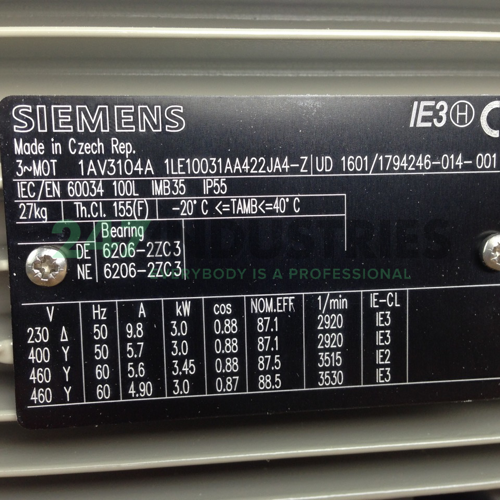 SIEMENS IE3 H C
Made in Czech Rep.
3~MOT 1AV3104A 1LE10031AA422JA4-Z UD 1601/1794246-014-001
IEC/EN 60034 100L IMB35 IP55
27kg Th.Cl. 155(F) -20°C <=TAMB<=40°C
Bearing
DE 6206-2ZC3
NE 6206-2ZC3
247 INDUSTRIES
EVERYBODY IS A PROFESSIONAL
V Hz A kW cos NOM.EFF 1/min IE-CL
230 Δ 50 9.8 3.0 0.88 87.1 2920 IE3
400 Y 50 5.7 3.0 0.88 87.1 2920 IE3
460 Y 60 5.6 3.45 0.88 87.5 3515 IE2
460 Y 60 4.90 3.0 0.87 88.5 3530 IE3